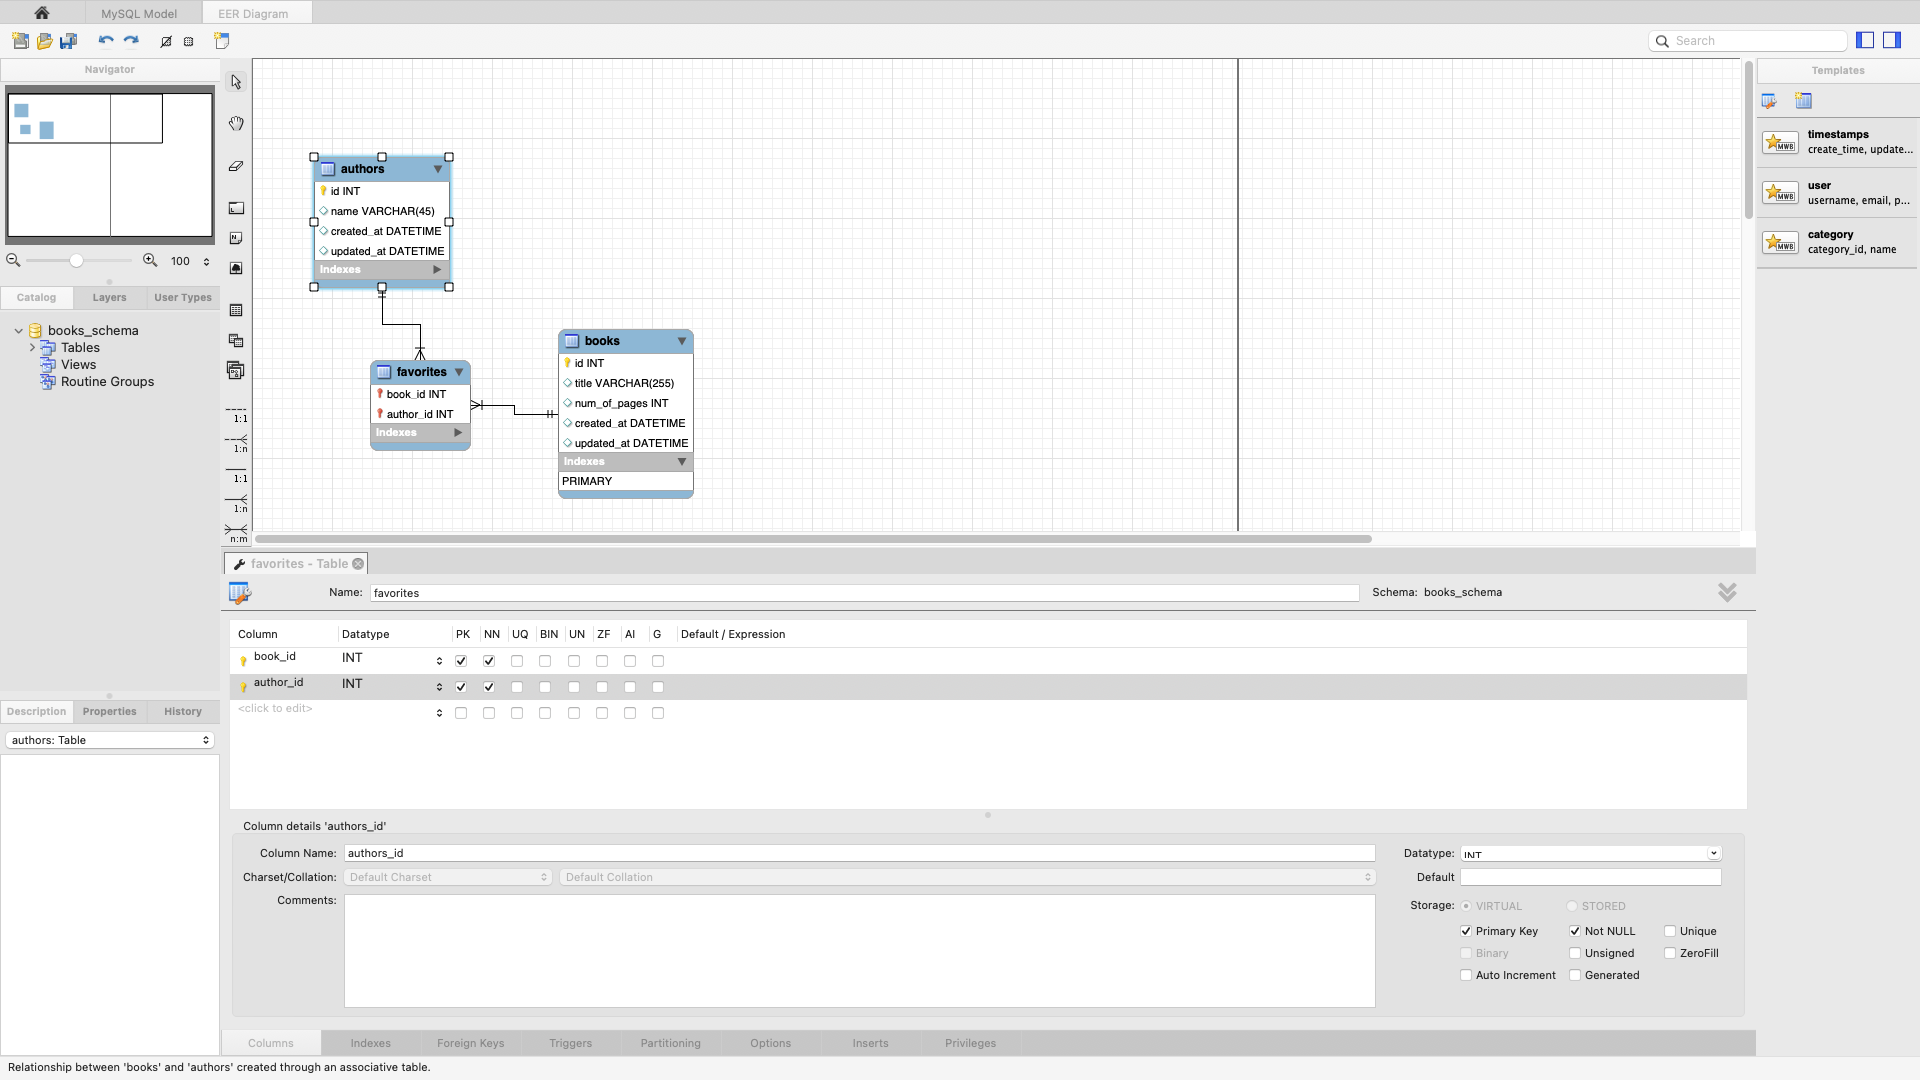 MySQL Model
EER Diagram
Search
Navigator
100
Catalog
Layers
User Types
books_schema
Tables
Views
Routine Groups
Description
Properties
History
authors: Table
1:1
1:n
1:1
1:n
n:m
authors
id INT
name VARCHAR(45)
created_at DATETIME
updated_at DATETIME
Indexes
favorites
book_id INT
author_id INT
Indexes
books
id INT
title VARCHAR(255)
num_of_pages INT
created_at DATETIME
updated_at DATETIME
Indexes
PRIMARY
Templates
MWB
timestamps
create_time, update...
MWB
user
username, email, p...
MWB
category
category_id, name
favorites - Table
Name: favorites
Schema: books_schema
Column Datatype PK NN UQ BIN UN ZF AI G Default / Expression
book_id INT
author_id INT
<click to edit>
Column details 'authors_id'
Column Name: authors_id
Charset/Collation: Default Charset Default Collation
Comments:
Datatype: INT
Default
Storage: VIRTUAL STORED
Primary Key Not NULL Unique
Binary Unsigned ZeroFill
Auto Increment Generated
Columns Indexes Foreign Keys Triggers Partitioning Options Inserts Privileges
Relationship between 'books' and 'authors' created through an associative table.